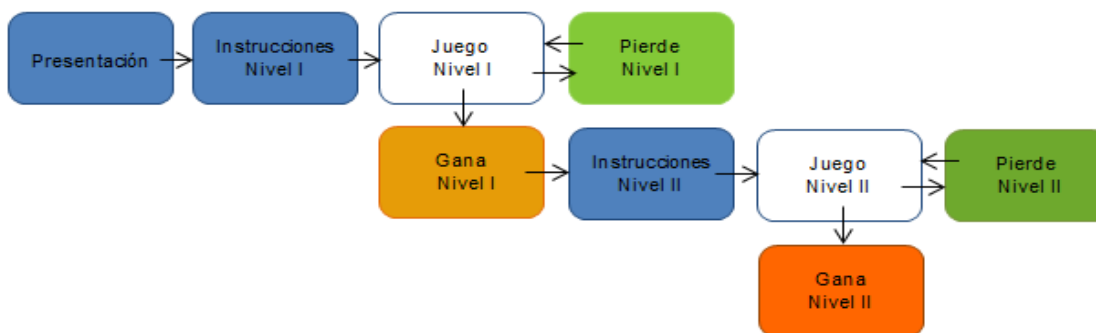 Presentación
Instrucciones
Nivel I
Juego
Nivel I
Pierde
Nivel I
Gana
Nivel I
Instrucciones
Nivel II
Juego
Nivel II
Pierde
Nivel II
Gana
Nivel II